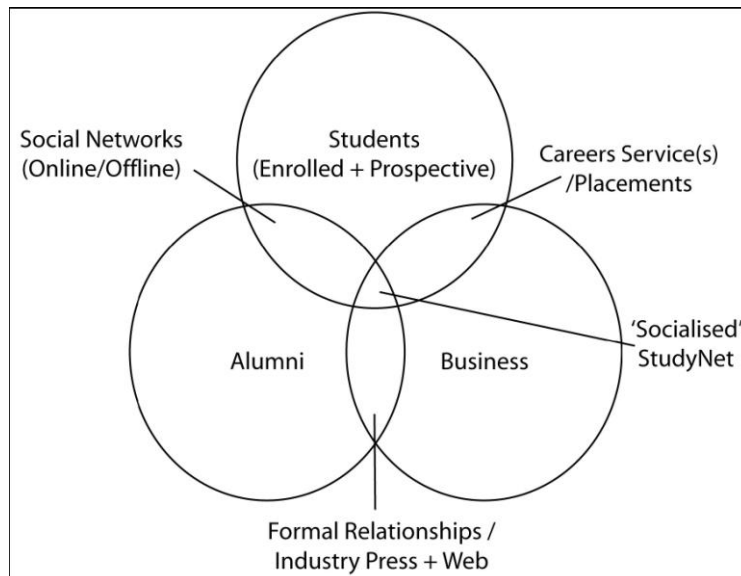 Social Networks
(Online/Offline)
Students
(Enrolled + Prospective)
Careers Service(s)
/Placements
Alumni
Business
‘Socialised‘
StudyNet
Formal Relationships /
Industry Press + Web